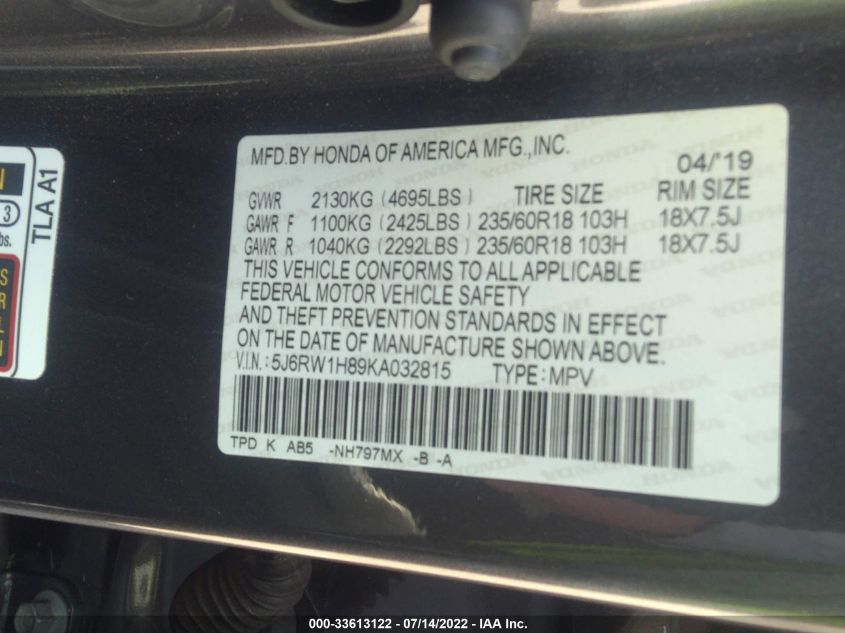 MFD.BY HONDA OF AMERICA MFG.,INC. 04/'19
GVWR 2130KG (4695LBS) TIRE SIZE RIM SIZE
GAWR F 1100KG (2425LBS) 235/60R18 103H 18X7.5J
GAWR R 1040KG (2292LBS) 235/60R18 103H 18X7.5J
THIS VEHICLE CONFORMS TO ALL APPLICABLE
FEDERAL MOTOR VEHICLE SAFETY
AND THEFT PREVENTION STANDARDS IN EFFECT
ON THE DATE OF MANUFACTURE SHOWN ABOVE.
V.I.N.: 5J6RW1H89KA032815 TYPE: MPV
TPD K AB5 -NH797MX -B -A
TLA A1
3
000-33613122 - 07/14/2022 - IAA Inc.